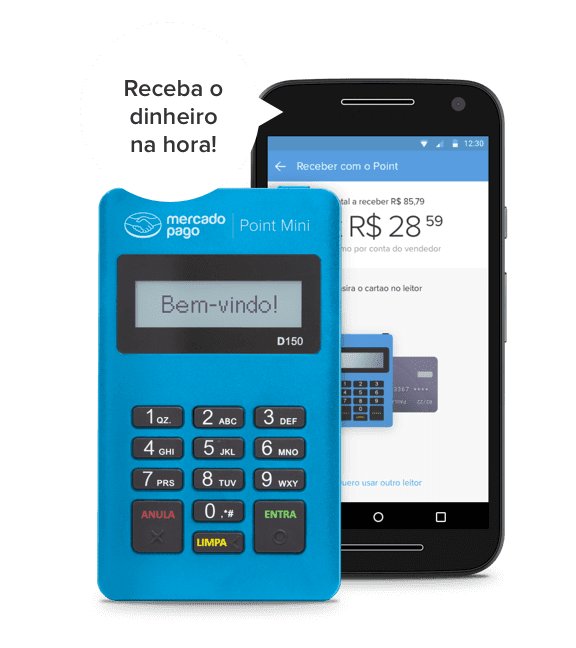 Receba o
dinheiro
na hora!
12:30
Receber com o Point
tal a receber R$ 85,79
R$ 28 59
mo por conta do vendedor
sira o cartao no leitor
uero usar outro leitor
mercado
pago
Point Mini
Bem-vindo!
D150
1 QZ. 2 ABC 3 DEF
4 GHI 5 JKL 6 MNO
7 PRS 8 TUV 9 WXY
ANULA 0 .*# ENTRA
LIMPA